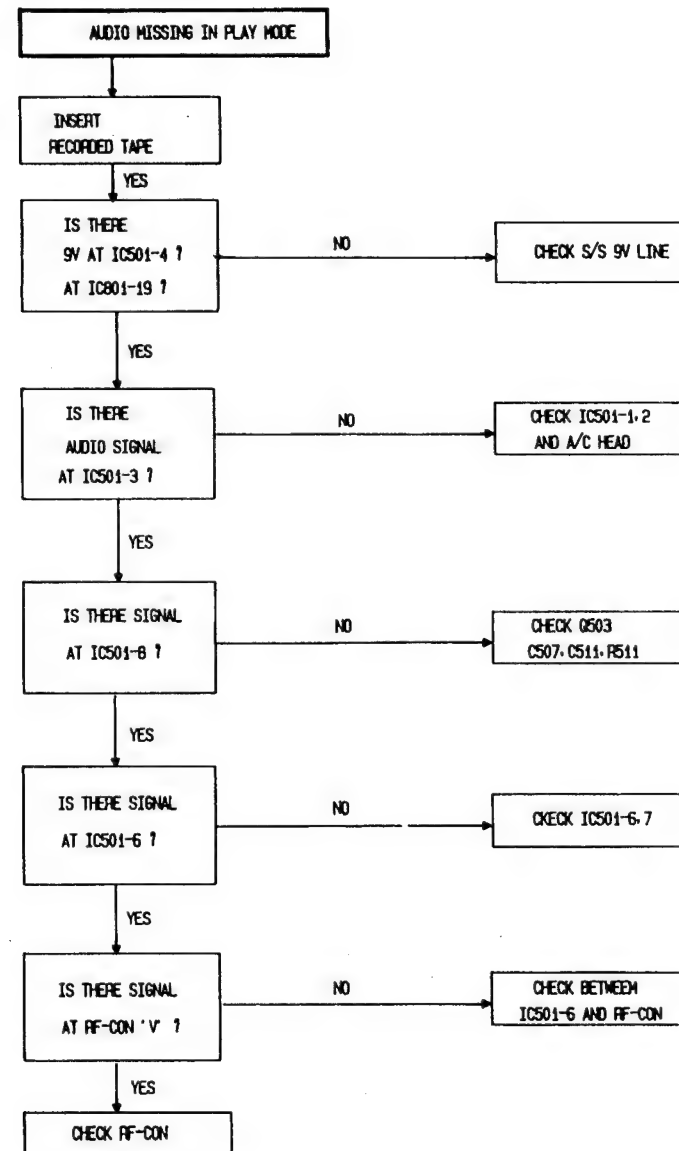 AUDIO MISSING IN PLAY MODE
INSERT
RECORDED TAPE
YES
IS THERE
9V AT IC501-4 ?
AT IC801-19 ?
NO
CHECK S/S 9V LINE
YES
IS THERE
AUDIO SIGNAL
AT IC501-3 ?
NO
CHECK IC501-1,2
AND A/C HEAD
YES
IS THERE SIGNAL
AT IC501-8 ?
NO
CHECK Q503
C507,C511,R511
YES
IS THERE SIGNAL
AT IC501-6 ?
NO
CKECK IC501-6,7
YES
IS THERE SIGNAL
AT RF-CON 'V' ?
NO
CHECK BETWEEM
IC501-6 AND RF-CON
YES
CHECK RF-CON